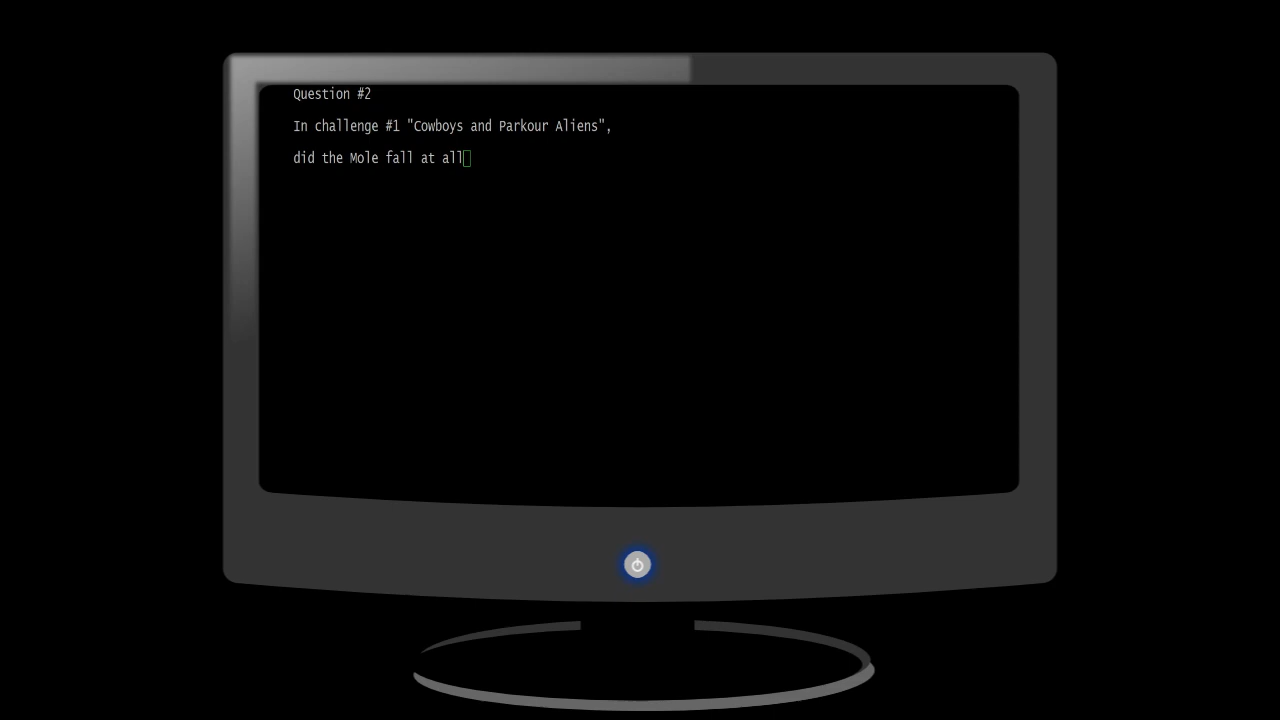 Question #2
In challenge #1 "Cowboys and Parkour Aliens",
did the Mole fall at all